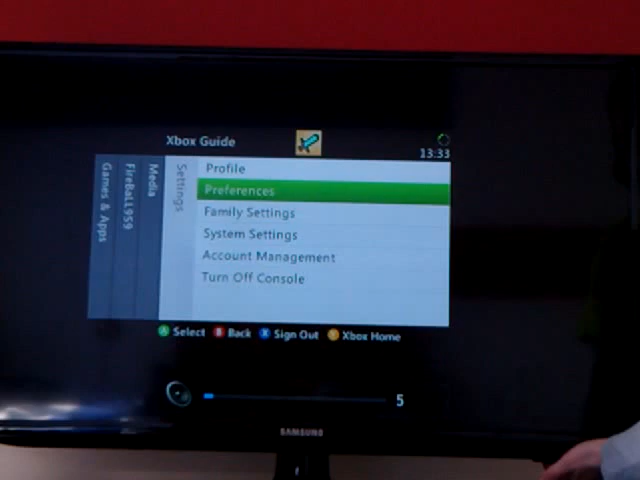 Xbox Guide
13:33
Games & Apps
FireBaLL959
Media
Settings
Profile
Preferences
Family Settings
System Settings
Account Management
Turn Off Console
A Select B Back X Sign Out Y Xbox Home
5
SAMSUNG